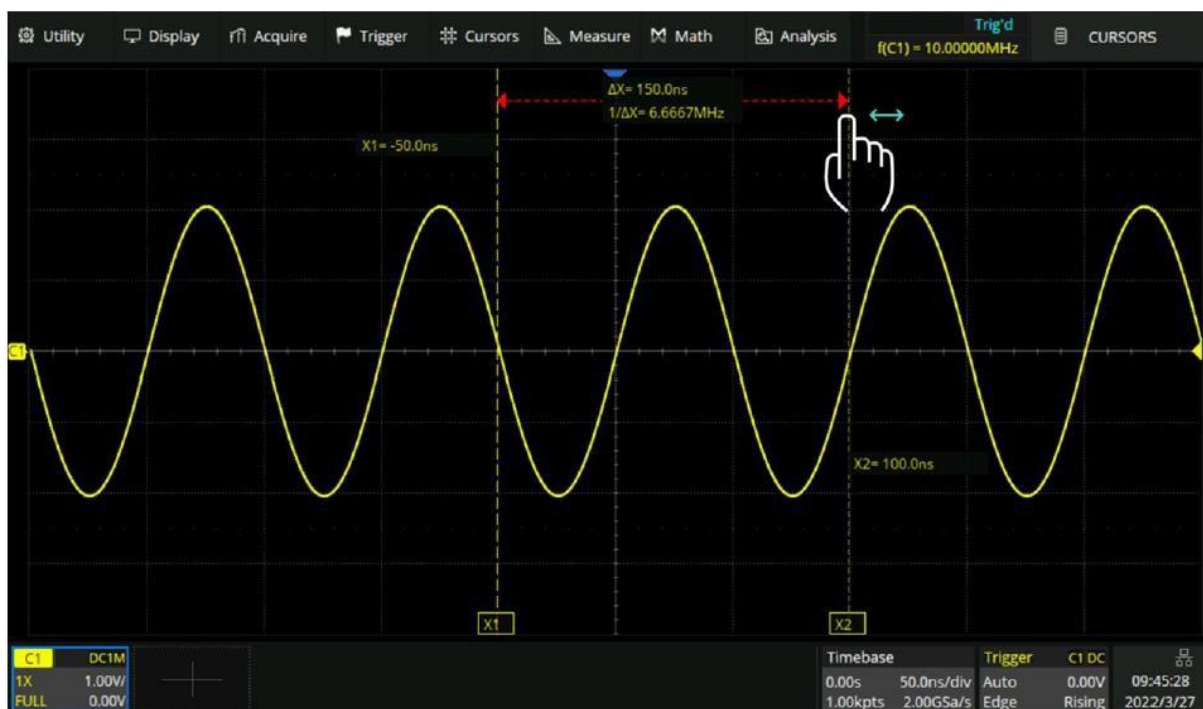 Utility Display Acquire Trigger Cursors Measure Math Analysis Trig'd CURSORS
f(C1) = 10.00000MHz
ΔX= 150.0ns
1/ΔX= 6.6667MHz
X1= -50.0ns
C1
X2= 100.0ns
X1 X2
C1 DC1M
1X 1.00V/
FULL 0.00V
Timebase
0.00s 50.0ns/div
1.00kpts 2.00GSa/s
Trigger C1 DC
Auto 0.00V
Edge Rising
09:45:28
2022/3/27